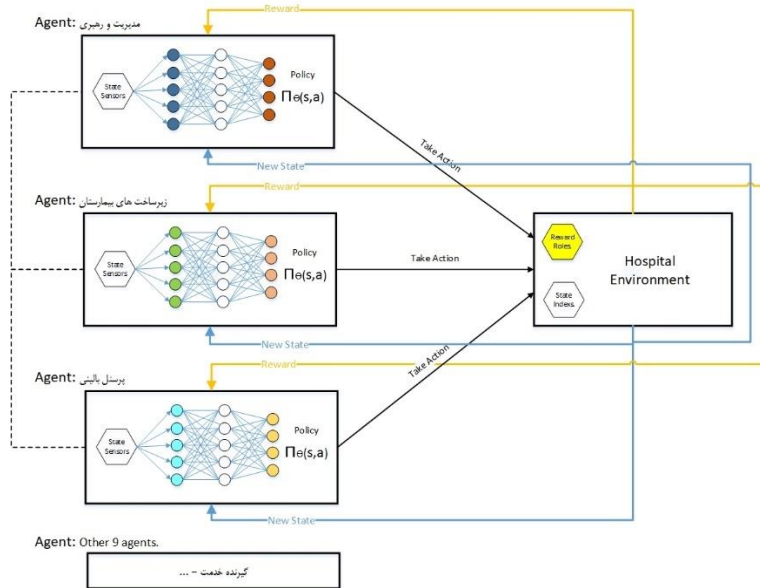 Agent: مدیریت و رهبری
Reward
State
Sensors
Policy
Πθ(s,a)
Take Action
New State
Agent: زیرساخت های بیمارستان
Reward
State
Sensors
Policy
Πθ(s,a)
Take Action
New State
Reward
Roles.
State
Indexs.
Hospital
Environment
Agent: پرسنل بالینی
Reward
State
Sensors
Policy
Πθ(s,a)
Take Action
New State
Agent: Other 9 agents.
گیرنده خدمت – ...